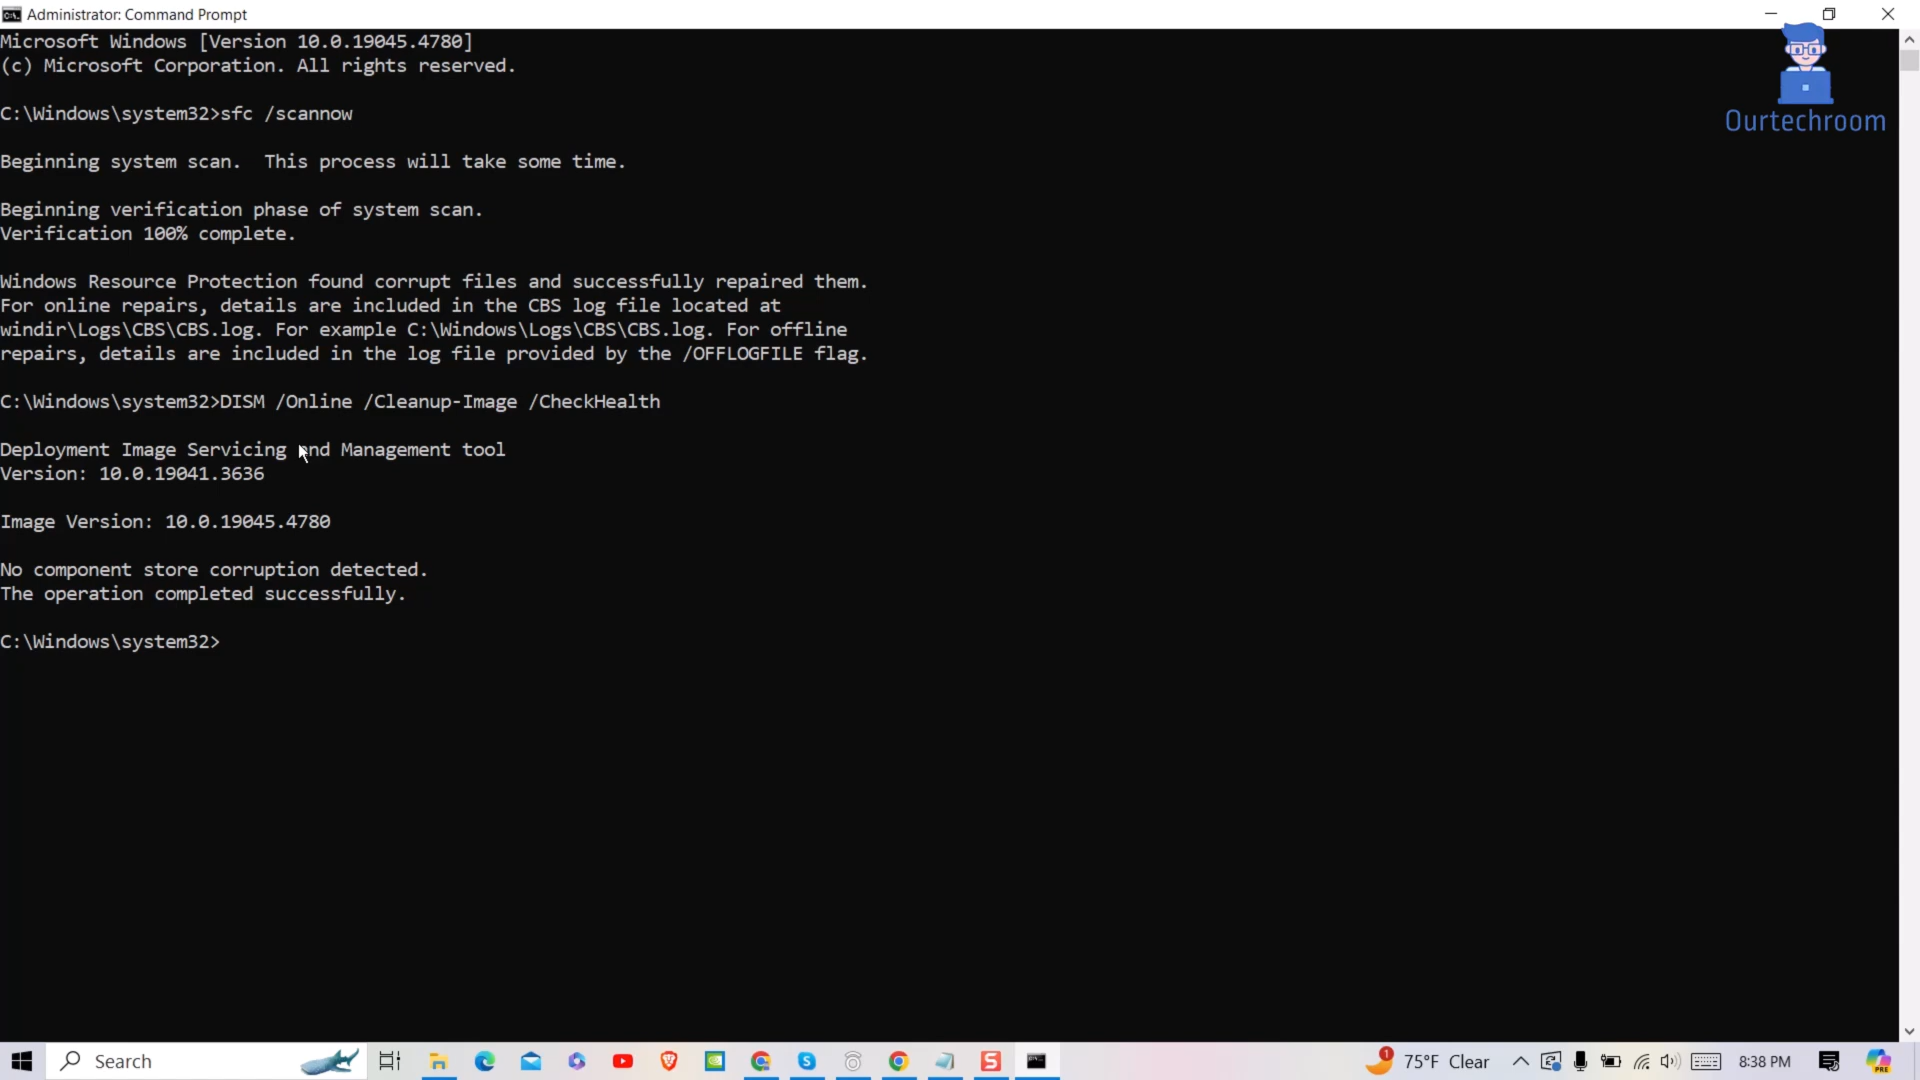 Administrator: Command Prompt
Ourtechroom
Microsoft Windows [Version 10.0.19045.4780]
(c) Microsoft Corporation. All rights reserved.
C:\Windows\system32>sfc /scannow
Beginning system scan.  This process will take some time.
Beginning verification phase of system scan.
Verification 100% complete.
Windows Resource Protection found corrupt files and successfully repaired them.
For online repairs, details are included in the CBS log file located at
windir\Logs\CBS\CBS.log. For example C:\Windows\Logs\CBS\CBS.log. For offline
repairs, details are included in the log file provided by the /OFFLOGFILE flag.
C:\Windows\system32>DISM /Online /Cleanup-Image /CheckHealth
Deployment Image Servicing and Management tool
Version: 10.0.19041.3636
Image Version: 10.0.19045.4780
No component store corruption detected.
The operation completed successfully.
C:\Windows\system32>
Search
1
75°F Clear
8:38 PM
PRE